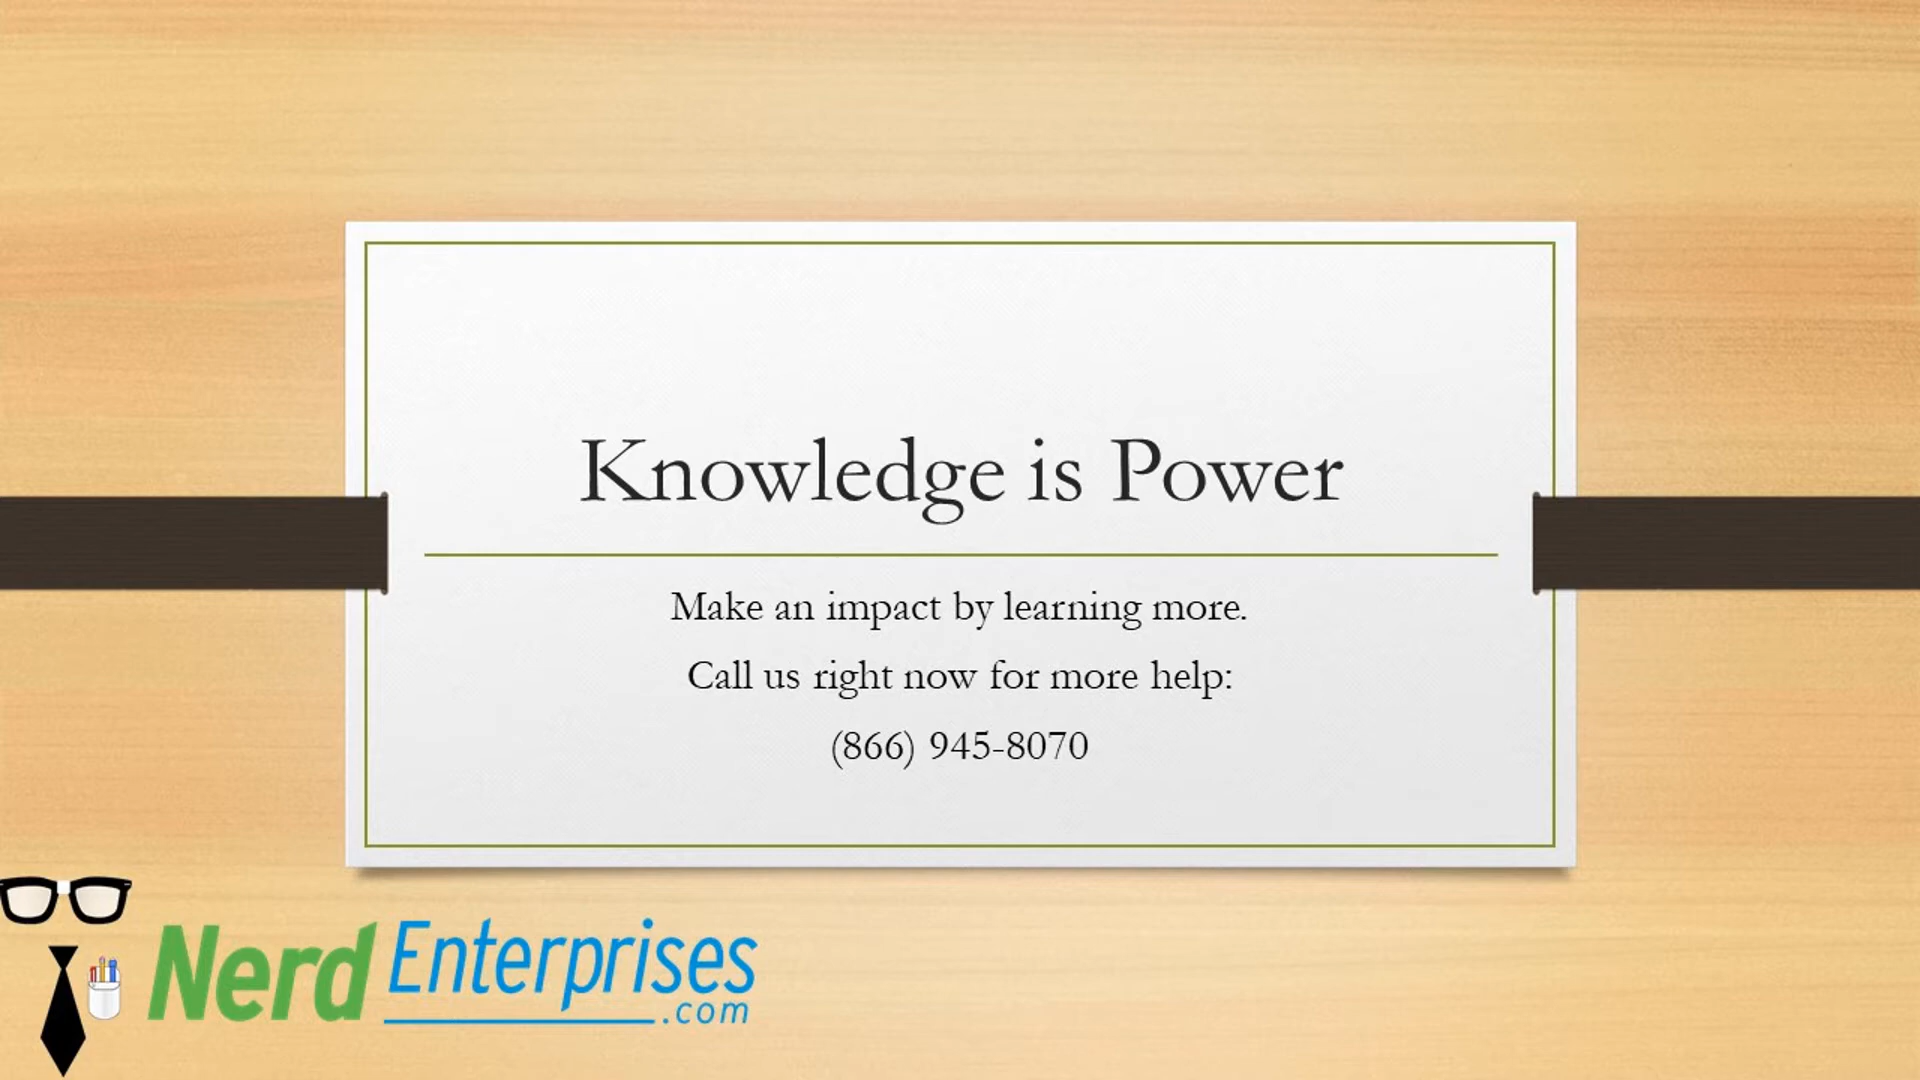 Knowledge is Power
Make an impact by learning more.
Call us right now for more help:
(866) 945-8070
Nerd Enterprises
.com